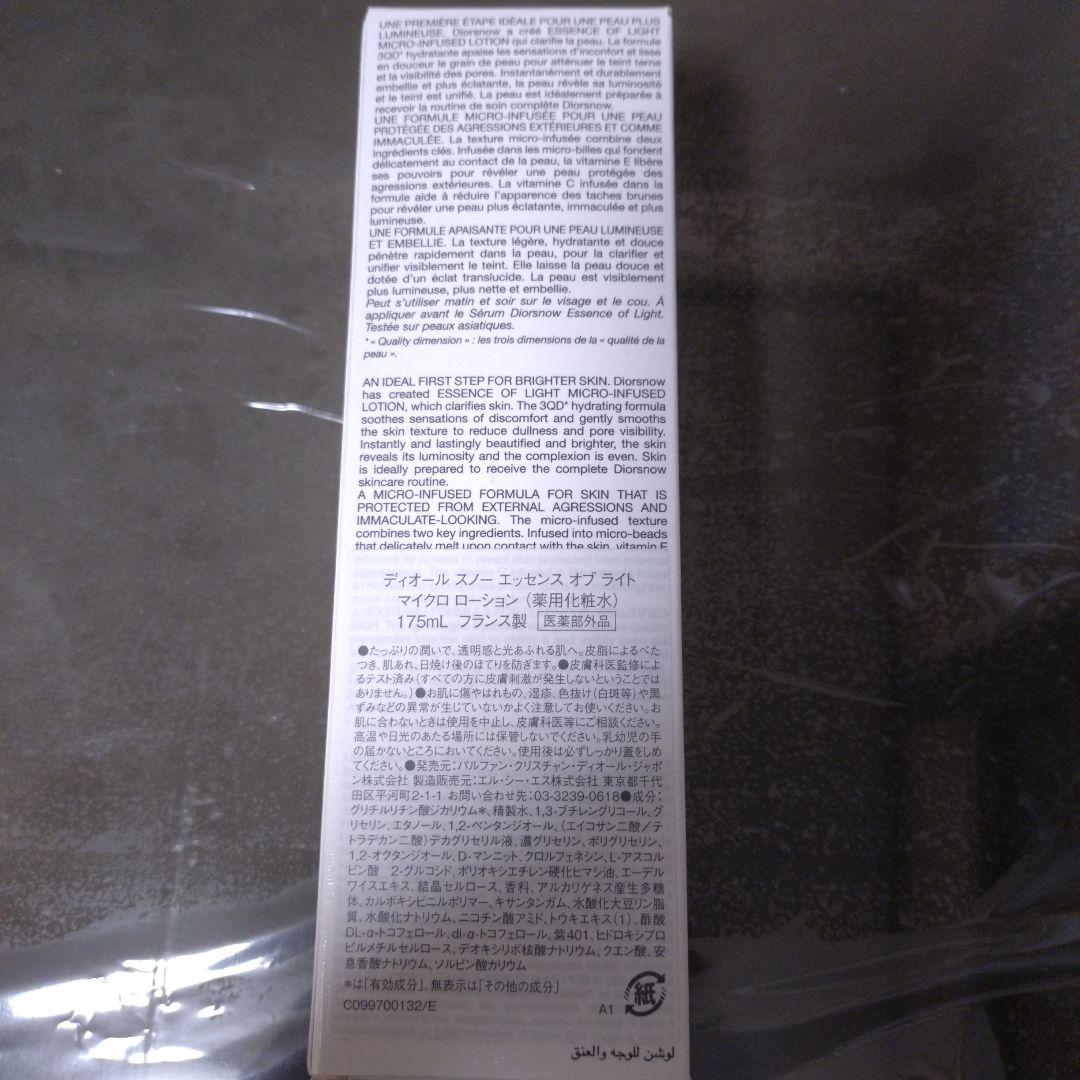 UNE PREMIÈRE ÉTAPE IDÉALE POUR UNE PEAU PLUS
LUMINEUSE. Diorsnow a créé ESSENCE OF LIGHT
MICRO-INFUSED LOTION qui clarifie la peau. La formule
3QD* hydratante apaise les sensations d'inconfort et lisse
en douceur le grain de peau pour atténuer le teint terne
et la visibilité des pores. Instantanément et durablement
embellie et plus éclatante, la peau révèle sa luminosité
et le teint est unifié. La peau est idéalement préparée à
recevoir la routine de soin complète Diorsnow.
UNE FORMULE MICRO-INFUSÉE POUR UNE PEAU
PROTÉGÉE DES AGRESSIONS EXTÉRIEURES ET COMME
IMMACULÉE. La texture micro-infusée combine deux
ingrédients clés. Infusée dans les micro-billes qui fondent
délicatement au contact de la peau, la vitamine E libère
ses pouvoirs pour révéler une peau protégée des
agressions extérieures. La vitamine C infusée dans la
formule aide à réduire l'apparence des taches brunes
pour révéler une peau plus éclatante, immaculée et plus
lumineuse.
UNE FORMULE APAISANTE POUR UNE PEAU LUMINEUSE
ET EMBELLIE. La texture légère, hydratante et douce
pénètre rapidement dans la peau, pour la clarifier et
unifier visiblement le teint. Elle laisse la peau douce et
dotée d'un éclat translucide. La peau est visiblement
plus lumineuse, plus nette et embellie.
Peut s'utiliser matin et soir sur le visage et le cou. À
appliquer avant le Sérum Diorsnow Essence of Light.
Testée sur peaux asiatiques.
* « Quality dimension » : les trois dimensions de la « qualité de la
peau ».
AN IDEAL FIRST STEP FOR BRIGHTER SKIN. Diorsnow
has created ESSENCE OF LIGHT MICRO-INFUSED
LOTION, which clarifies skin. The 3QD* hydrating formula
soothes sensations of discomfort and gently smooths
the skin texture to reduce dullness and pore visibility.
Instantly and lastingly beautified and brighter, the skin
reveals its luminosity and the complexion is even. Skin
is ideally prepared to receive the complete Diorsnow
skincare routine.
A MICRO-INFUSED FORMULA FOR SKIN THAT IS
PROTECTED FROM EXTERNAL AGRESSIONS AND
IMMACULATE-LOOKING. The micro-infused texture
combines two key ingredients. Infused into micro-beads
that delicately melt upon contact with the skin, vitamin E
ディオール スノー エッセンス オブ ライト
マイクロ ローション（薬用化粧水）
175mL フランス製 医薬部外品
●たっぷりの潤いで、透明感と光あふれる肌へ。皮脂によるべた
つき、肌あれ、日焼け後のほてりを防ぎます。●皮膚科医監修によ
るテスト済み（すべての方に皮膚刺激が発生しないということでは
ありません。）●お肌に傷やはれもの、湿疹、色抜け（白斑等）や黒
ずみなどの異常が生じていないかよく注意してお使いください。お
肌に合わないときは使用を中止し、皮膚科医等にご相談ください。
高温や日光のあたる場所には保管しないでください。乳幼児の手
の届かないところにおいてください。使用後は必ずしっかり蓋をしめ
てください。●発売元：パルファン・クリスチャン・ディオール・ジャポ
ン株式会社 製造販売元：エル・シー・エス株式会社 東京都千代
田区平河町2-1-1 お問い合わせ先：03-3239-0618●成分：
グリチルリチン酸ジカリウム＊、精製水、1,3-ブチレングリコール、グ
リセリン、エタノール、1,2-ペンタンジオール、（エイコサン二酸／テ
トラデカン二酸）デカグリセリル液、濃グリセリン、ポリグリセリン、
1,2-オクタンジオール、D-マンニット、クロルフェネシン、L-アスコル
ビン酸 2-グルコシド、ポリオキシエチレン硬化ヒマシ油、エーデル
ワイスエキス、結晶セルロース、香料、アルカリゲネス産生多糖
体、カルボキシビニルポリマー、キサンタンガム、水酸化大豆リン脂
質、水酸化ナトリウム、ニコチン酸アミド、トウキエキス（1）、酢酸
DL-α-トコフェロール、dl-α-トコフェロール、紫401、ヒドロキシプロ
ピルメチルセルロース、デオキシリボ核酸ナトリウム、クエン酸、安
息香酸ナトリウム、ソルビン酸カリウム
＊は「有効成分」、無表示は「その他の成分」
C099700132/E A1 紙
لوشن للوجه والعنق